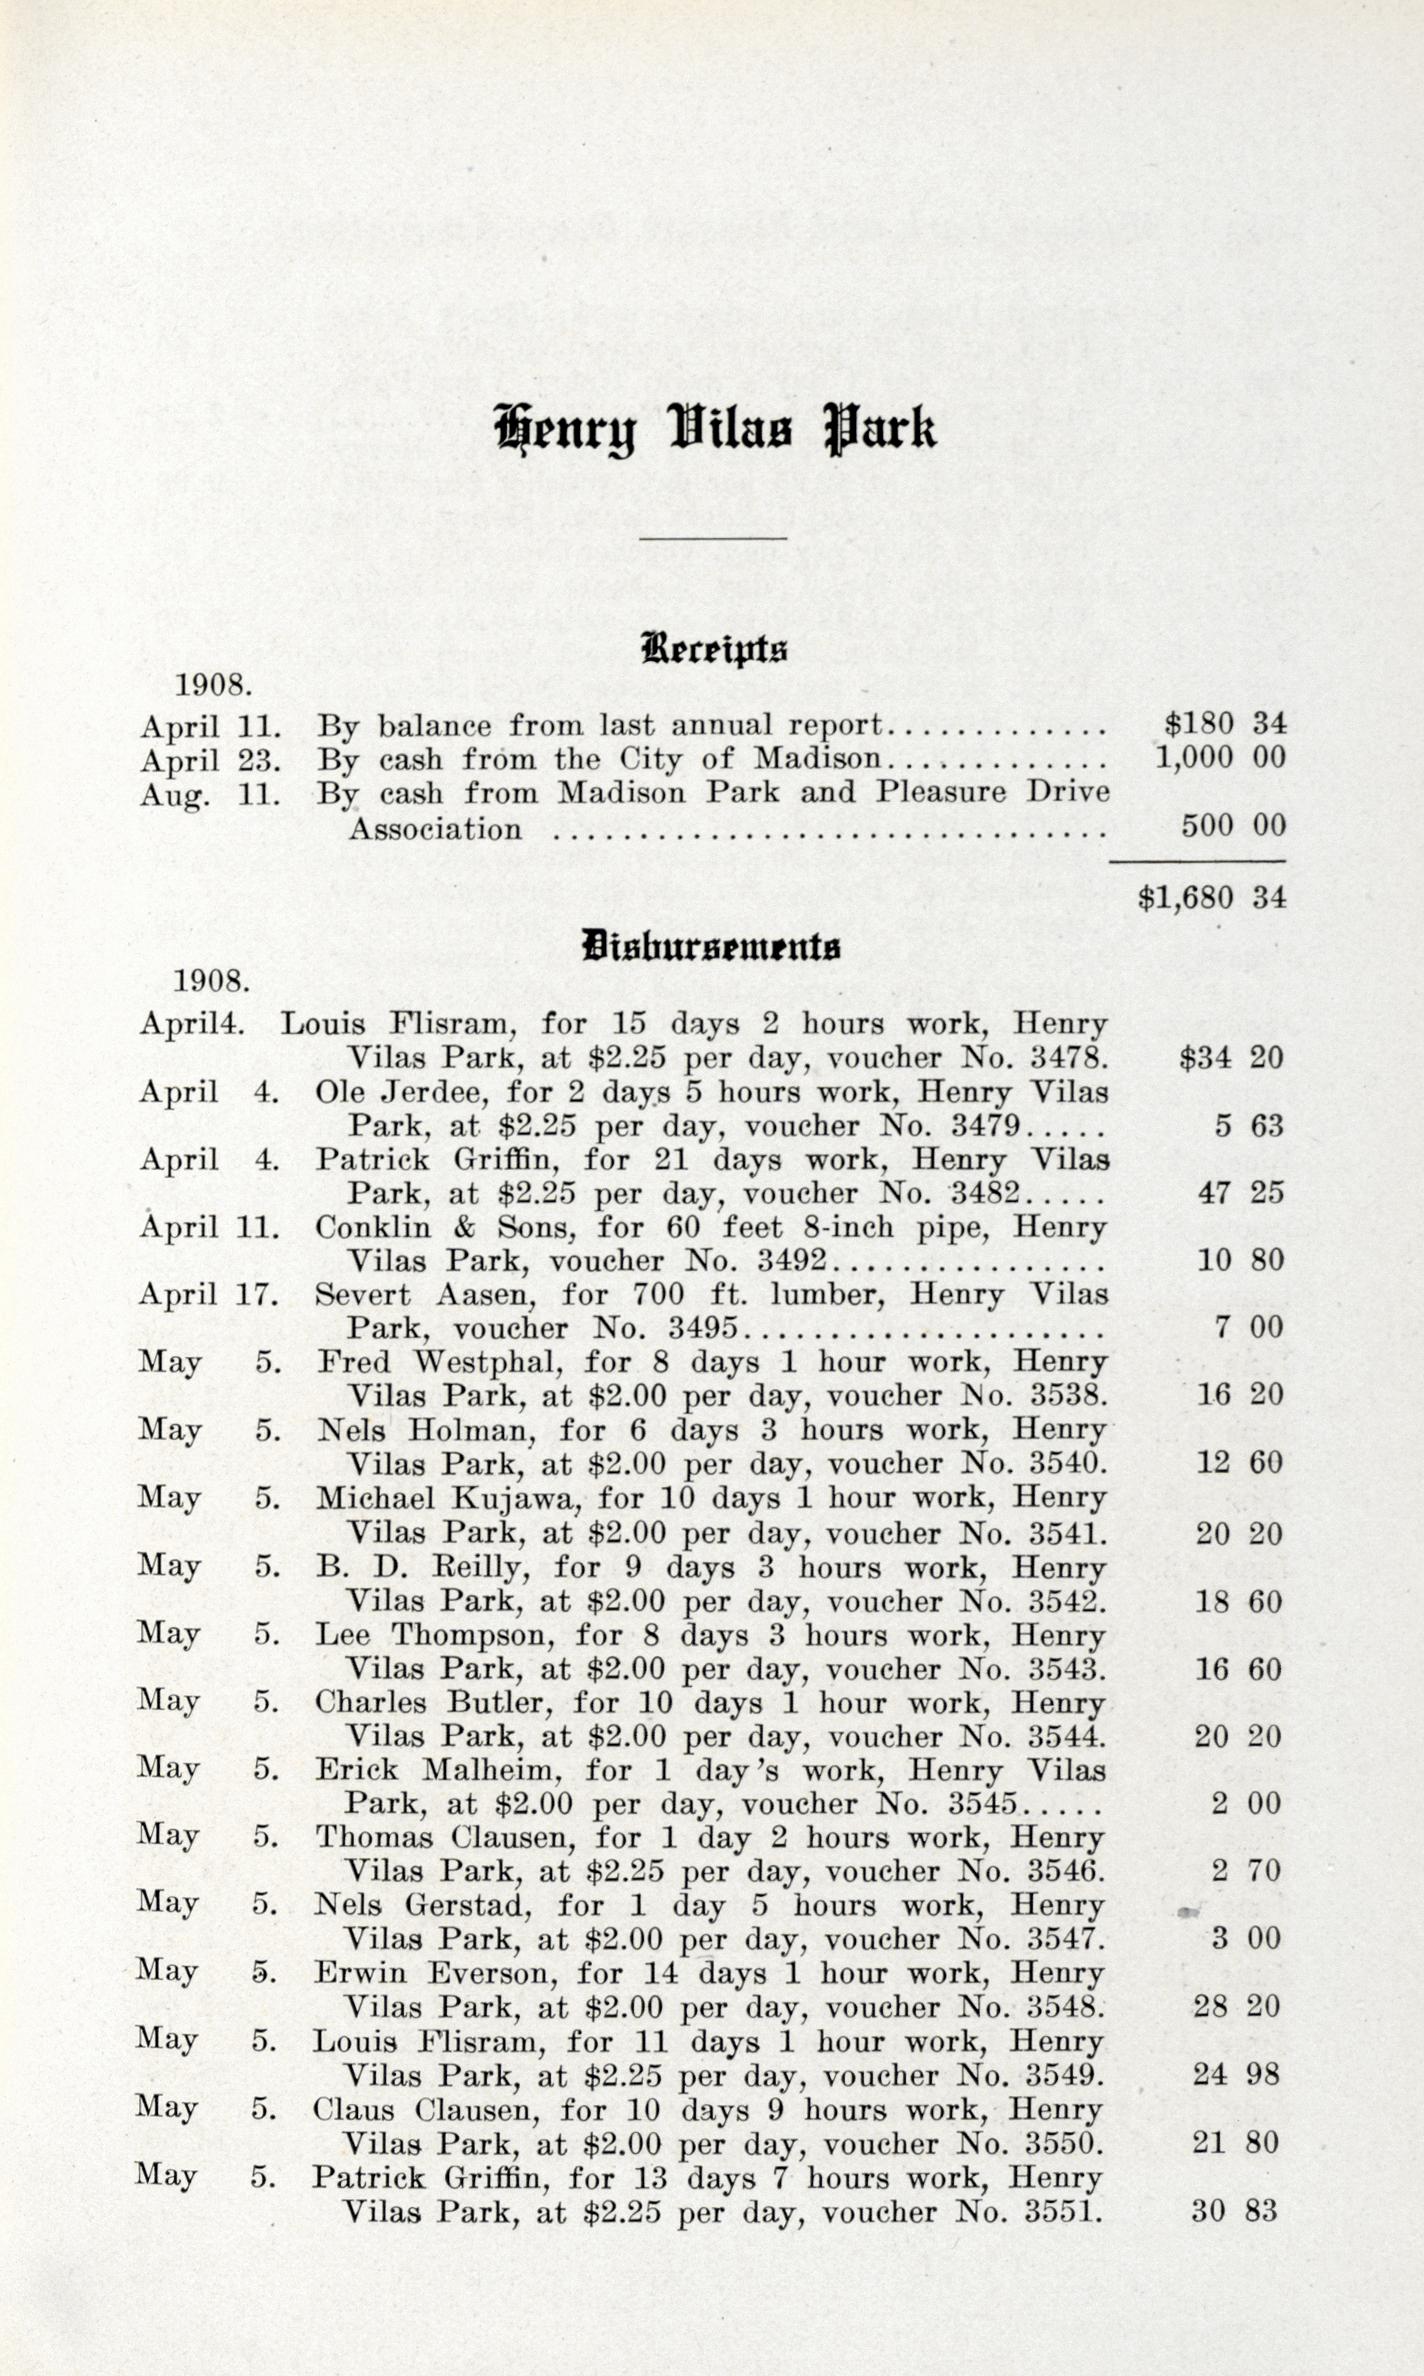 Henry Vilas Park
Receipts
1908.
April 11. By balance from last annual report............. $180 34
April 23. By cash from the City of Madison............. 1,000 00
Aug. 11. By cash from Madison Park and Pleasure Drive
Association ............................... 500 00
$1,680 34
Disbursements
1908.
April4. Louis Flisram, for 15 days 2 hours work, Henry
Vilas Park, at $2.25 per day, voucher No. 3478. $34 20
April 4. Ole Jerdee, for 2 days 5 hours work, Henry Vilas
Park, at $2.25 per day, voucher No. 3479..... 5 63
April 4. Patrick Griffin, for 21 days work, Henry Vilas
Park, at $2.25 per day, voucher No. 3482..... 47 25
April 11. Conklin & Sons, for 60 feet 8-inch pipe, Henry
Vilas Park, voucher No. 3492................ 10 80
April 17. Severt Aasen, for 700 ft. lumber, Henry Vilas
Park, voucher No. 3495..................... 7 00
May 5. Fred Westphal, for 8 days 1 hour work, Henry
Vilas Park, at $2.00 per day, voucher No. 3538. 16 20
May 5. Nels Holman, for 6 days 3 hours work, Henry
Vilas Park, at $2.00 per day, voucher No. 3540. 12 60
May 5. Michael Kujawa, for 10 days 1 hour work, Henry
Vilas Park, at $2.00 per day, voucher No. 3541. 20 20
May 5. B. D. Reilly, for 9 days 3 hours work, Henry
Vilas Park, at $2.00 per day, voucher No. 3542. 18 60
May 5. Lee Thompson, for 8 days 3 hours work, Henry
Vilas Park, at $2.00 per day, voucher No. 3543. 16 60
May 5. Charles Butler, for 10 days 1 hour work, Henry
Vilas Park, at $2.00 per day, voucher No. 3544. 20 20
May 5. Erick Malheim, for 1 day's work, Henry Vilas
Park, at $2.00 per day, voucher No. 3545..... 2 00
May 5. Thomas Clausen, for 1 day 2 hours work, Henry
Vilas Park, at $2.25 per day, voucher No. 3546. 2 70
May 5. Nels Gerstad, for 1 day 5 hours work, Henry
Vilas Park, at $2.00 per day, voucher No. 3547. 3 00
May 5. Erwin Everson, for 14 days 1 hour work, Henry
Vilas Park, at $2.00 per day, voucher No. 3548. 28 20
May 5. Louis Flisram, for 11 days 1 hour work, Henry
Vilas Park, at $2.25 per day, voucher No. 3549. 24 98
May 5. Claus Clausen, for 10 days 9 hours work, Henry
Vilas Park, at $2.00 per day, voucher No. 3550. 21 80
May 5. Patrick Griffin, for 13 days 7 hours work, Henry
Vilas Park, at $2.25 per day, voucher No. 3551. 30 83